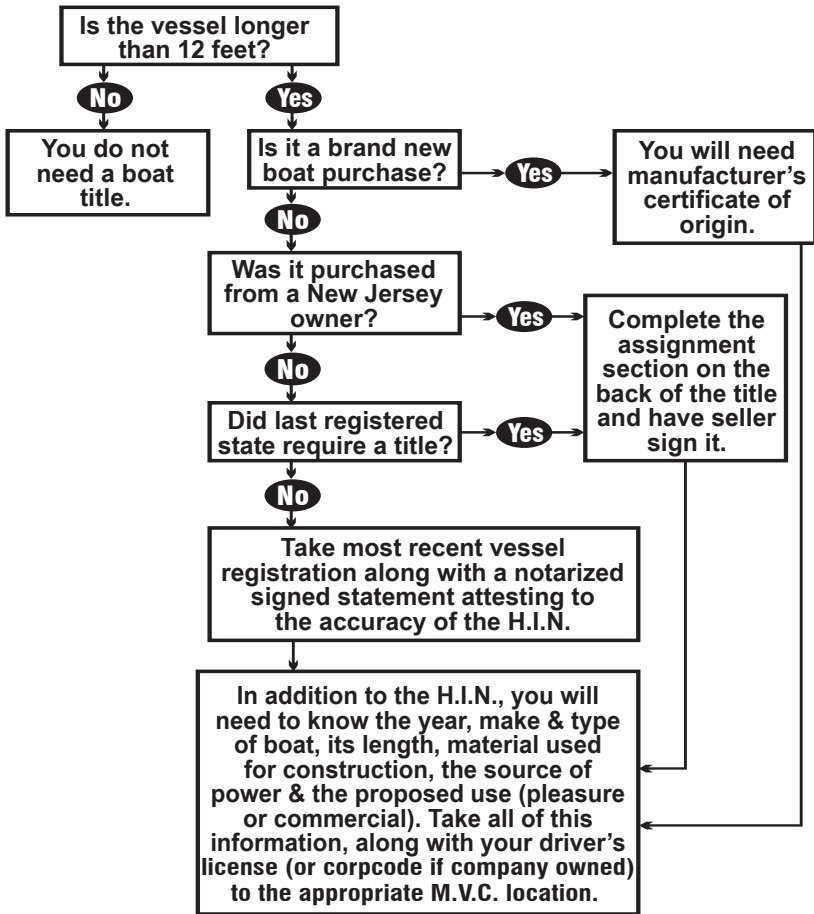 Is the vessel longer
than 12 feet?
No
Yes
You do not
need a boat
title.
Is it a brand new
boat purchase?
Yes
You will need
manufacturer's
certificate of
origin.
No
Was it purchased
from a New Jersey
owner?
Yes
Complete the
assignment
section on the
back of the title
and have seller
sign it.
No
Did last registered
state require a title?
Yes
No
Take most recent vessel
registration along with a notarized
signed statement attesting to
the accuracy of the H.I.N.
In addition to the H.I.N., you will
need to know the year, make & type
of boat, its length, material used
for construction, the source of
power & the proposed use (pleasure
or commercial). Take all of this
information, along with your driver's
license (or corpcode if company owned)
to the appropriate M.V.C. location.